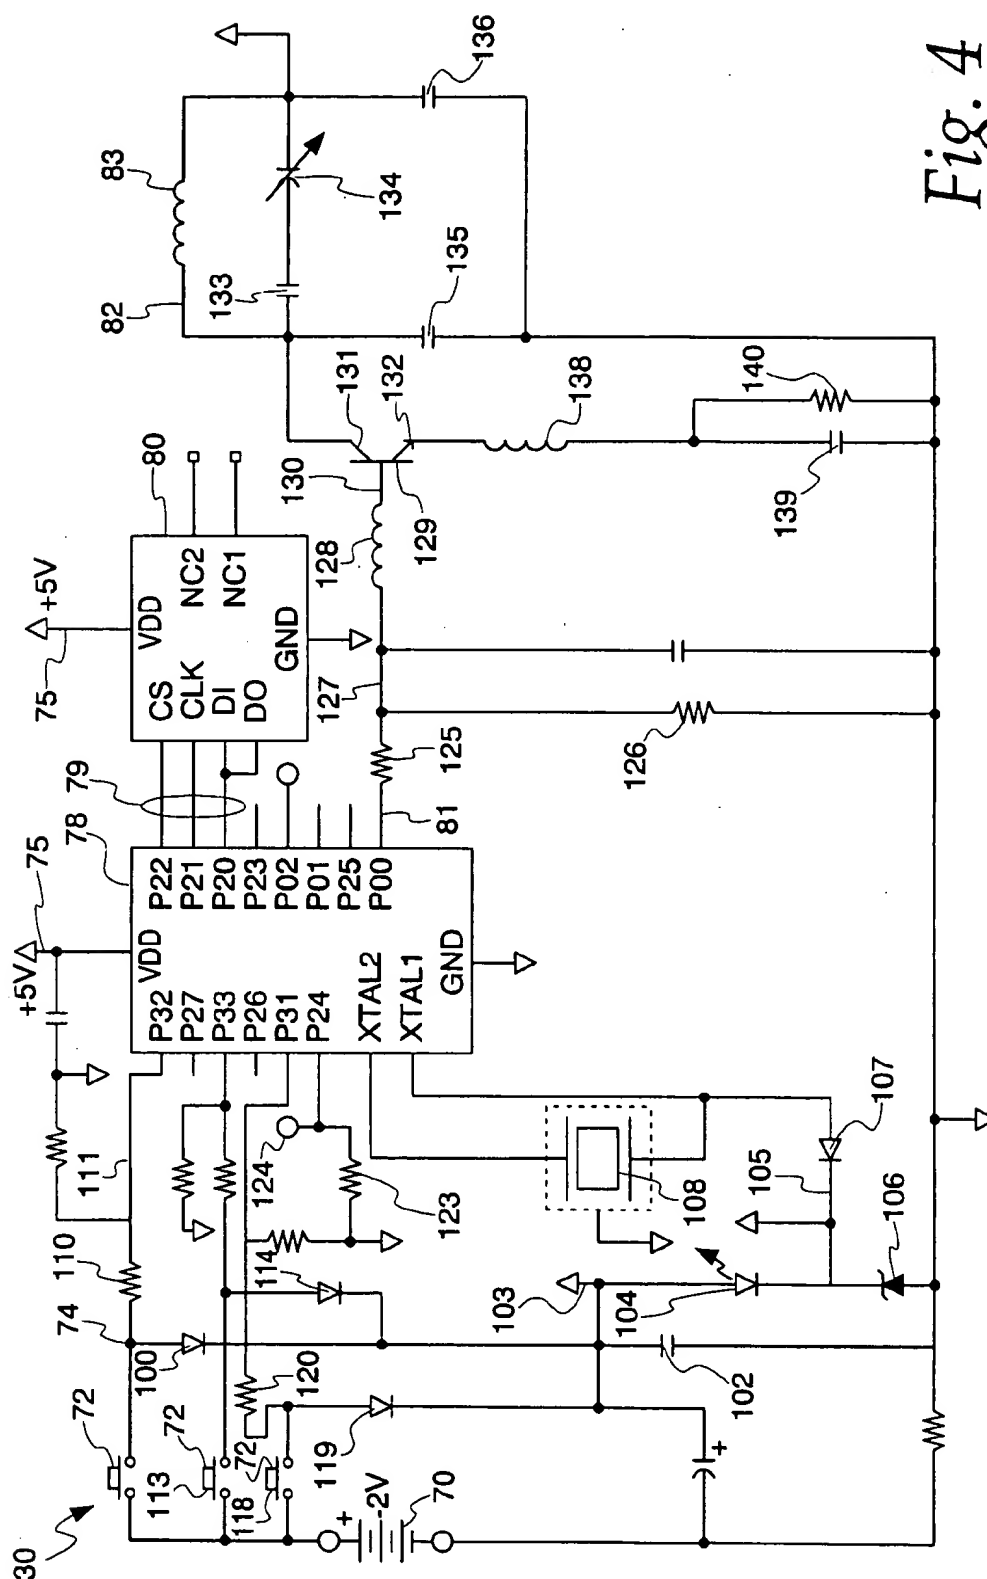 30
72
72
72
113
118
+
-2V
70
74
100
110
111
114
119
120
123
124
102
103
104
105
106
107
108
+
+5V
75
78
VDD
P32
P27
P33
P26
P31
P24
XTAL2
XTAL1
GND
P22
P21
P20
P23
P02
P01
P25
P00
79
81
75
+5V
80
VDD
CS
CLK
DI
DO
GND
NC2
NC1
125
126
127
128
129
130
131
132
138
139
140
82
83
133
134
135
136
Fig. 4